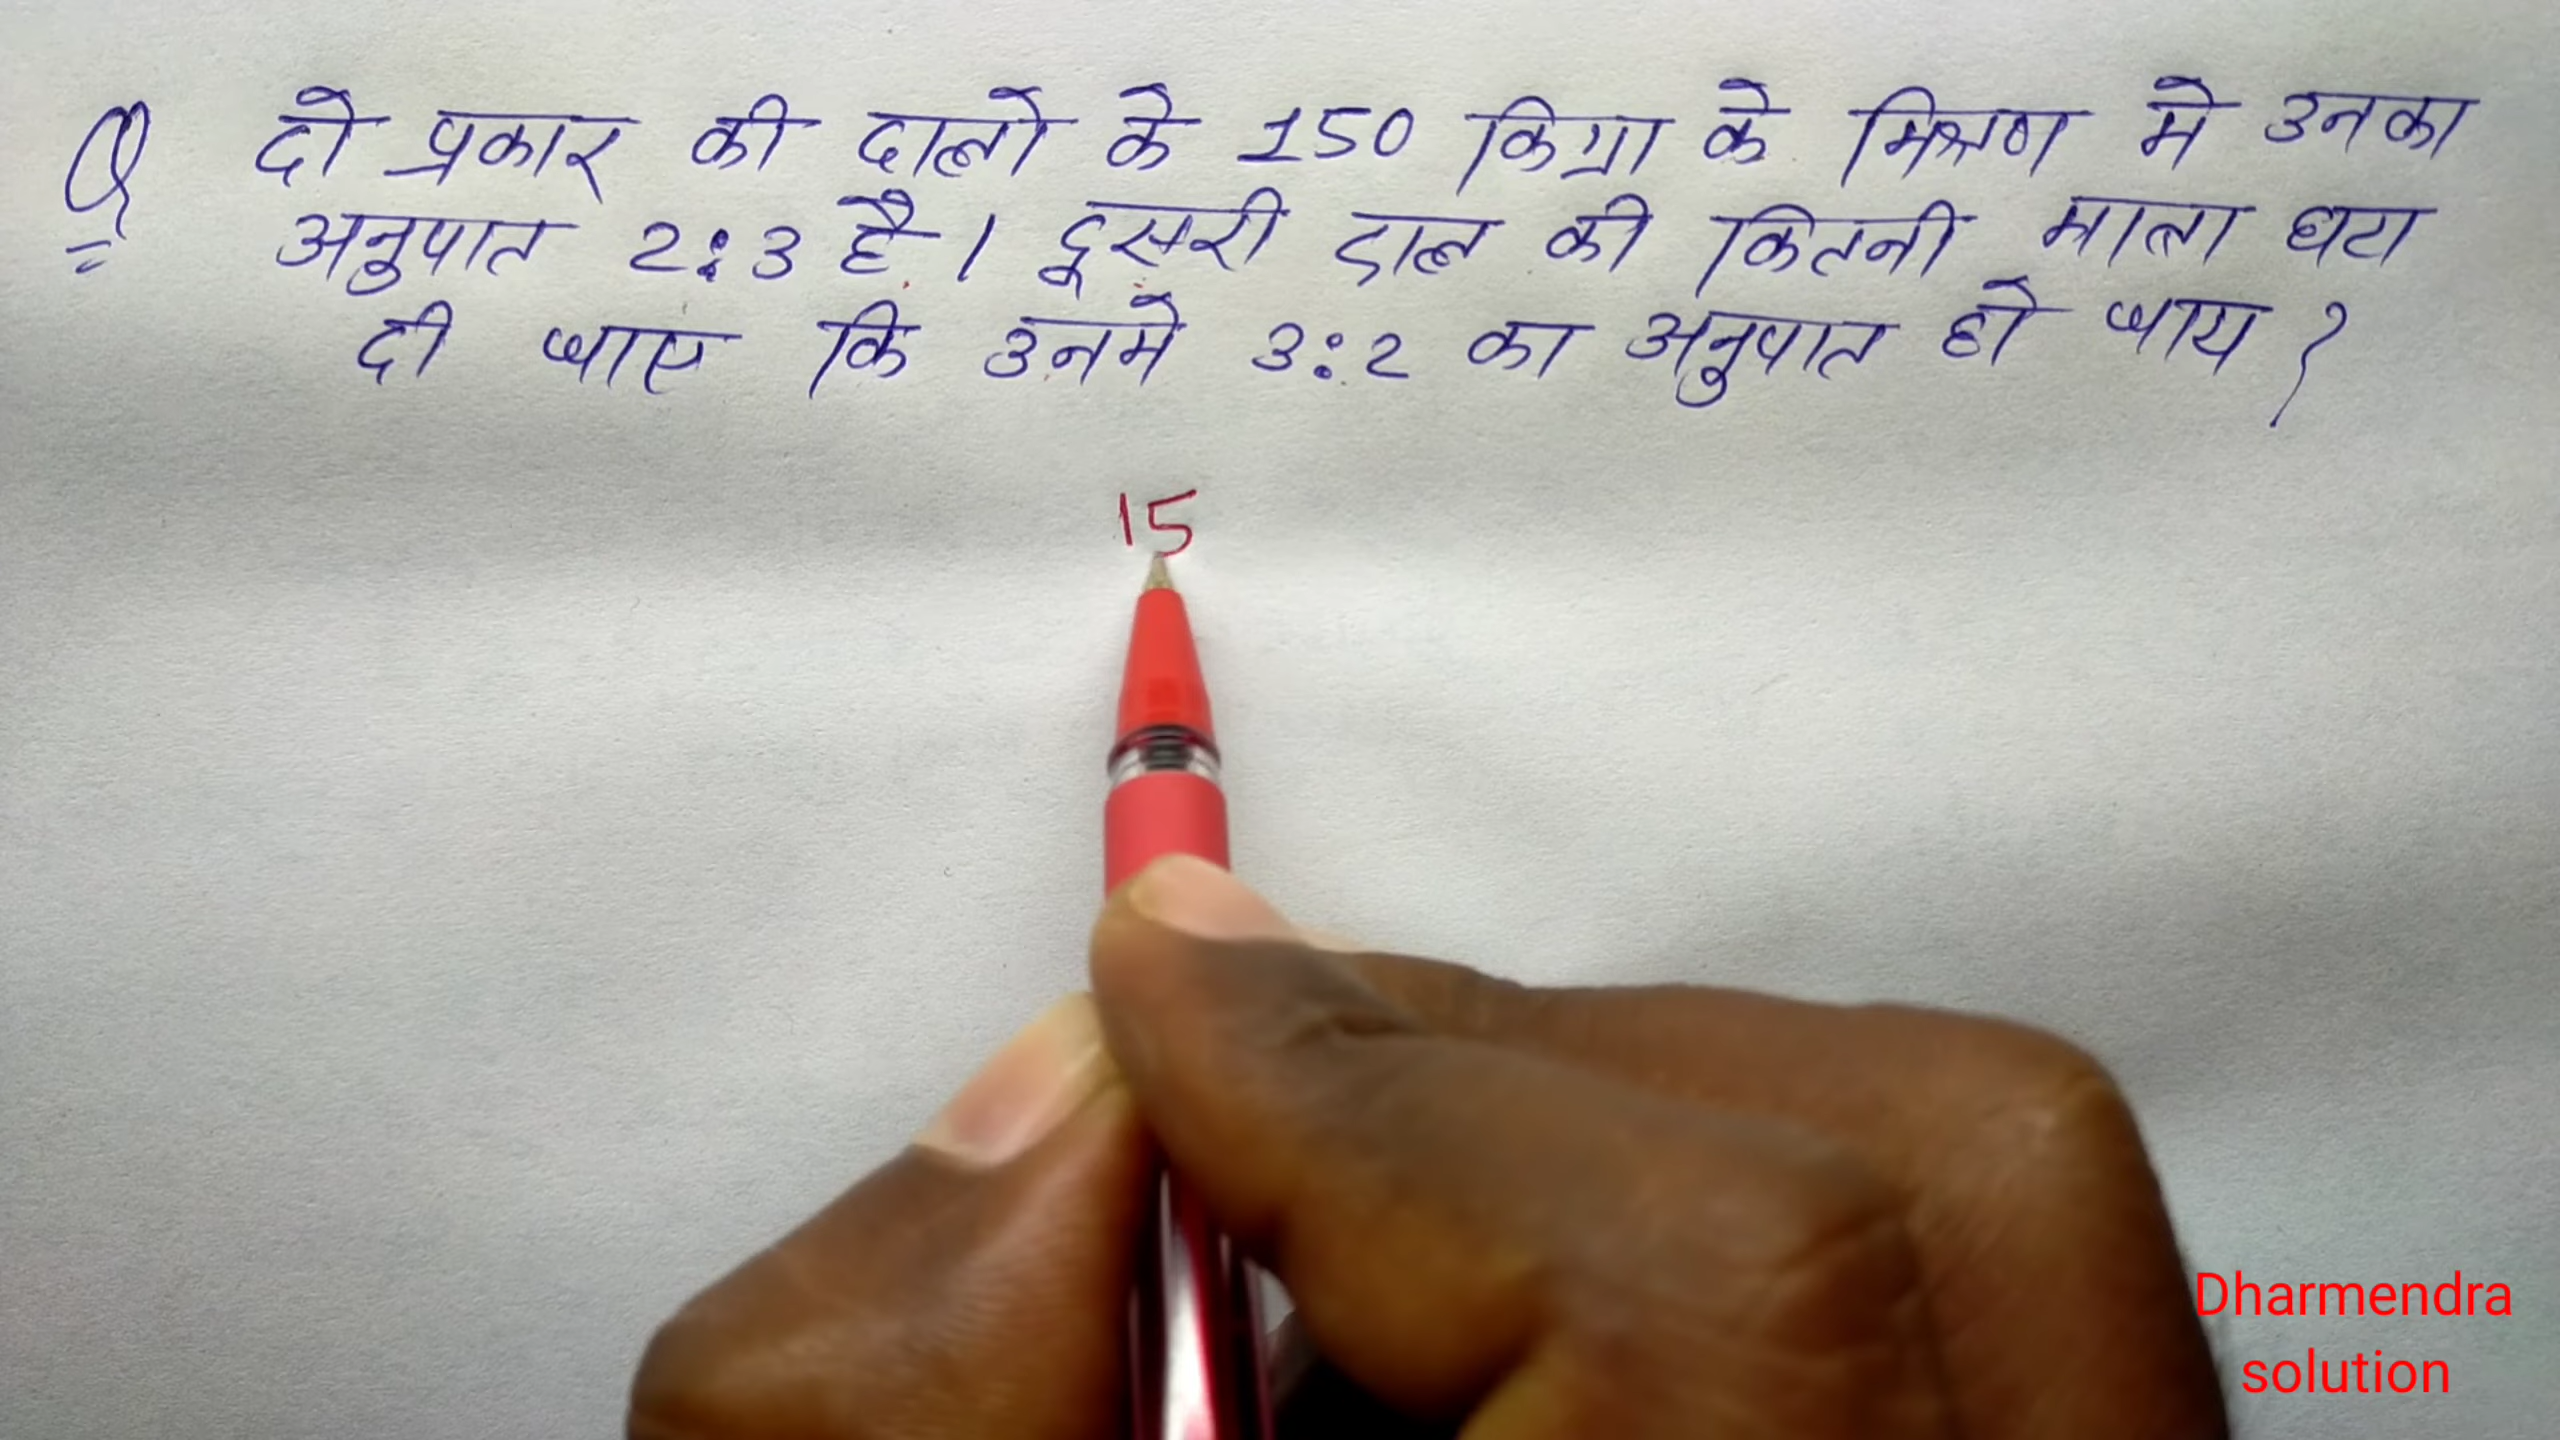 Q दो प्रकार की दालो के 150 किग्रा के मिश्रण मे उनका
अनुपात 2:3 है । दूसरी दाल की कितनी मात्रा घटा
दी जाए कि उनमे 3:2 का अनुपात हो जाय ?
15
Dharmendra
solution